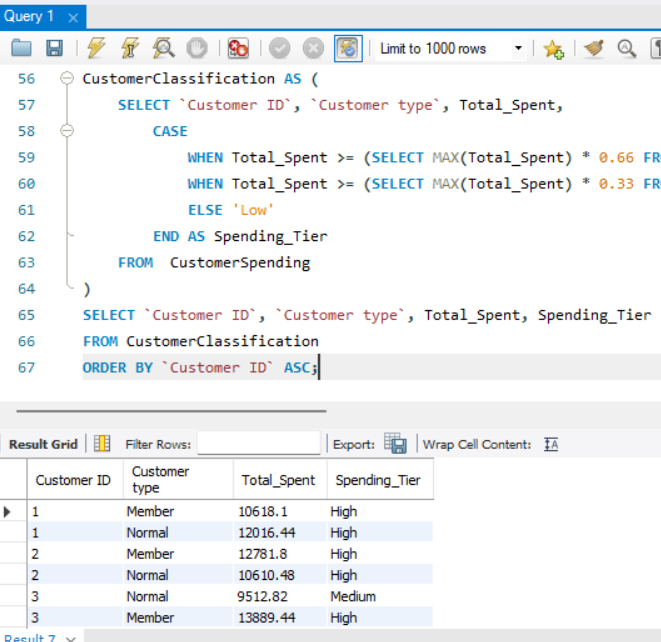 Query 1
Limit to 1000 rows
56 CustomerClassification AS (
57 SELECT `Customer ID`, `Customer type`, Total_Spent,
58 CASE
59 WHEN Total_Spent >= (SELECT MAX(Total_Spent) * 0.66 FR
60 WHEN Total_Spent >= (SELECT MAX(Total_Spent) * 0.33 FR
61 ELSE 'Low'
62 END AS Spending_Tier
63 FROM CustomerSpending
64 )
65 SELECT `Customer ID`, `Customer type`, Total_Spent, Spending_Tier
66 FROM CustomerClassification
67 ORDER BY `Customer ID` ASC;
Result Grid Filter Rows: Export: Wrap Cell Content:
Customer ID Customer type Total_Spent Spending_Tier
1 Member 10618.1 High
1 Normal 12016.44 High
2 Member 12781.8 High
2 Normal 10610.48 High
3 Normal 9512.82 Medium
3 Member 13889.44 High
Result 7